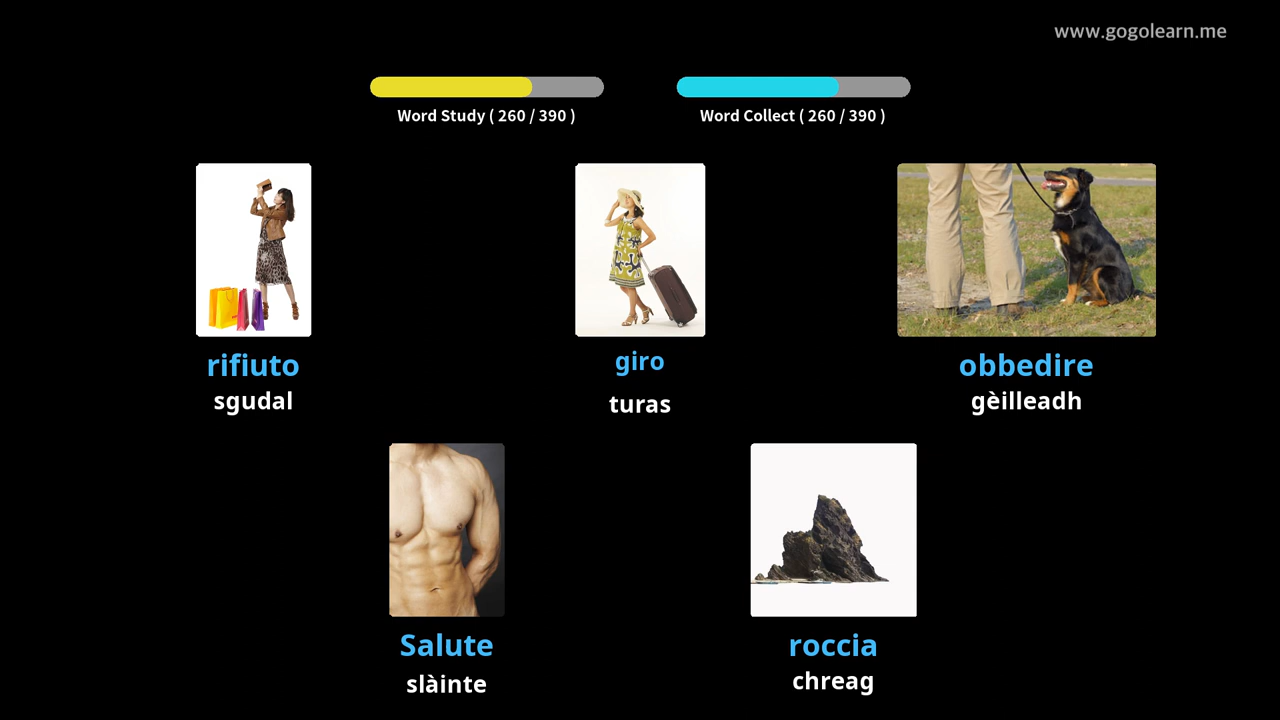 www.gogolearn.me
Word Study ( 260 / 390 )
Word Collect ( 260 / 390 )
rifiuto
sgudal
giro
turas
obbedire
gèilleadh
Salute
slàinte
roccia
chreag